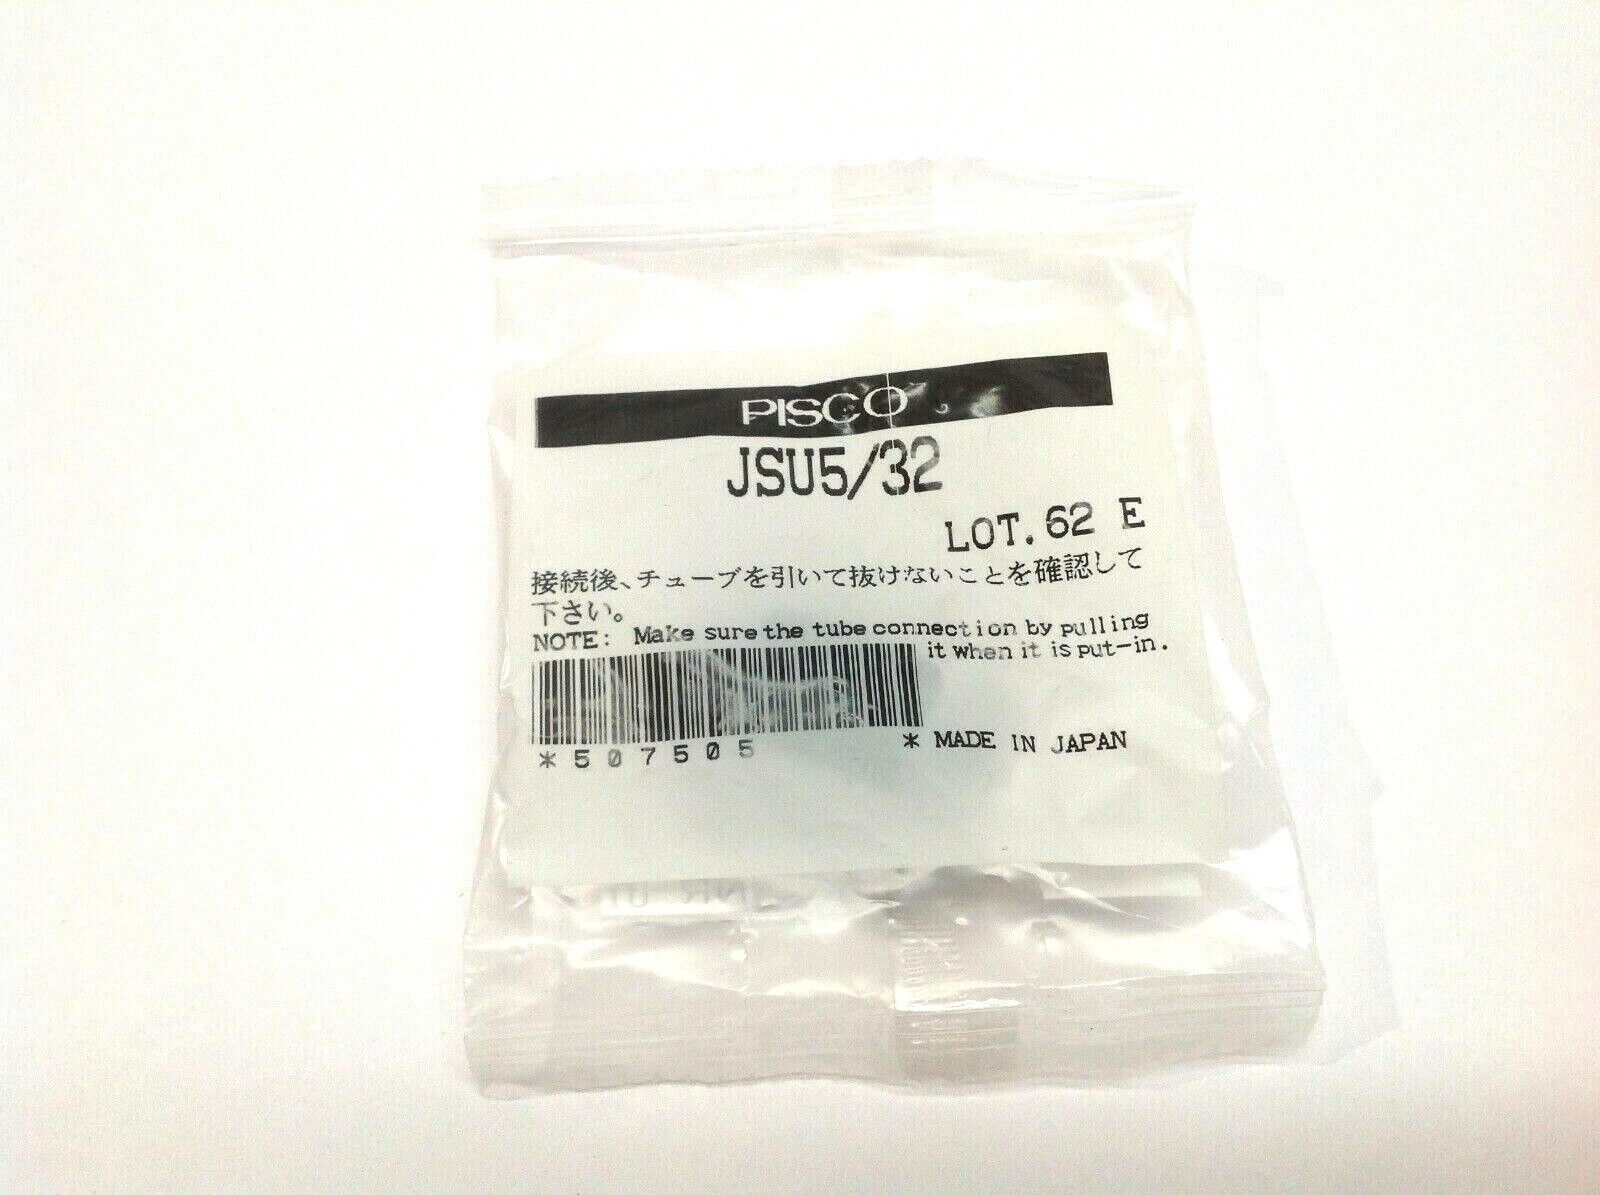 PISCO
JSU5/32
LOT. 62 E
接続後、チューブを引いて抜けないことを確認して
下さい。
NOTE: Make sure the tube connection by pulling
it when it is put-in.
*507505 * MADE IN JAPAN